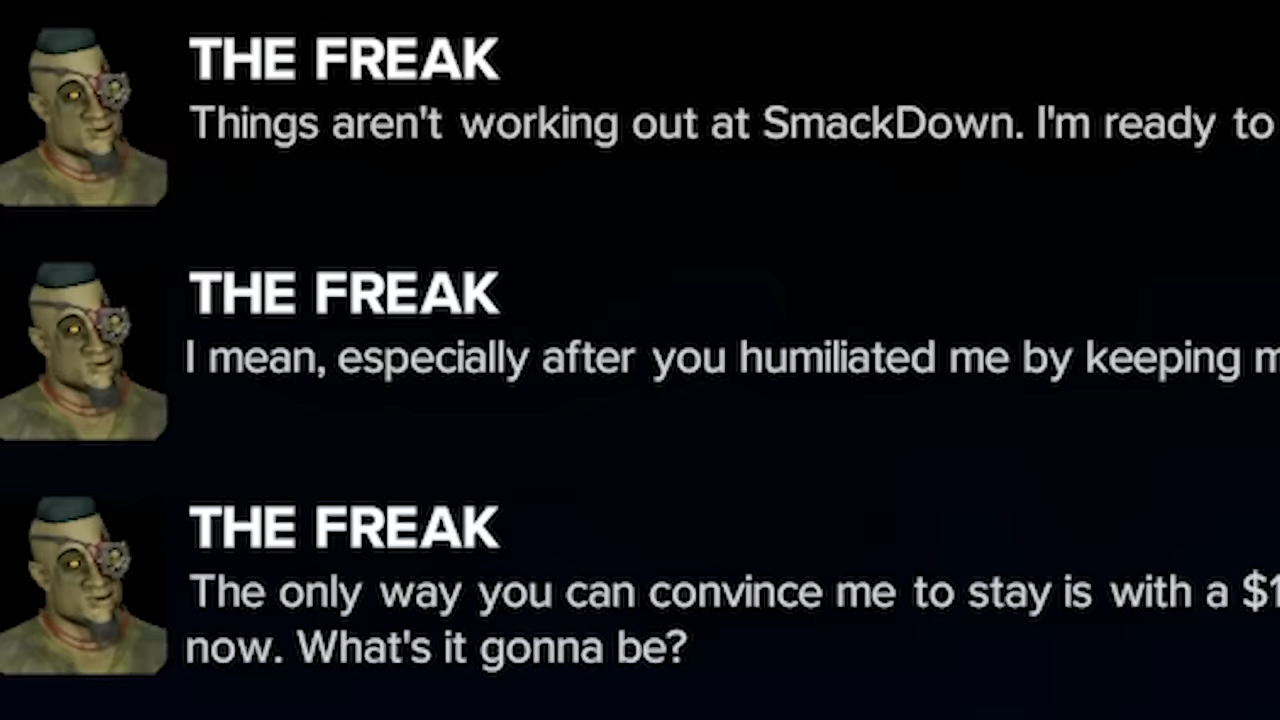 THE FREAK
Things aren't working out at SmackDown. I'm ready to
THE FREAK
I mean, especially after you humiliated me by keeping
THE FREAK
The only way you can convince me to stay is with a $1
now. What's it gonna be?